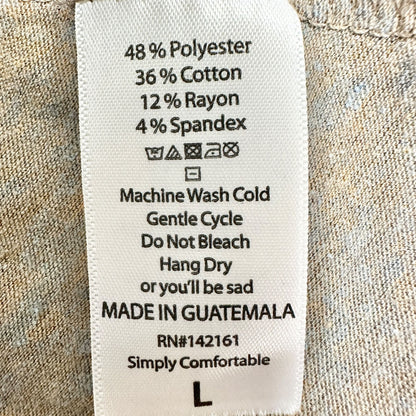 48% Polyester
36% Cotton
12% Rayon
4% Spandex
Machine Wash Cold
Gentle Cycle
Do Not Bleach
Hang Dry
or you'll be sad
MADE IN GUATEMALA
RN#142161
Simply Comfortable
L